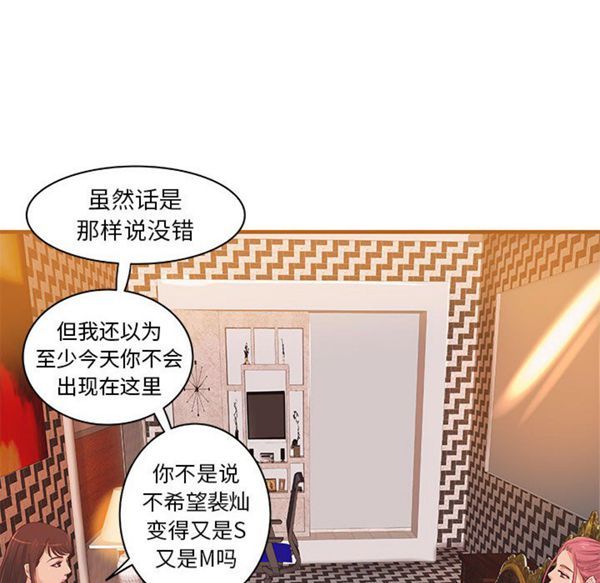 虽然话是
那样说没错
但我还以为
至少今天你不会
出现在这里
你不是说
不希望裴灿
变得又是S
又是M吗